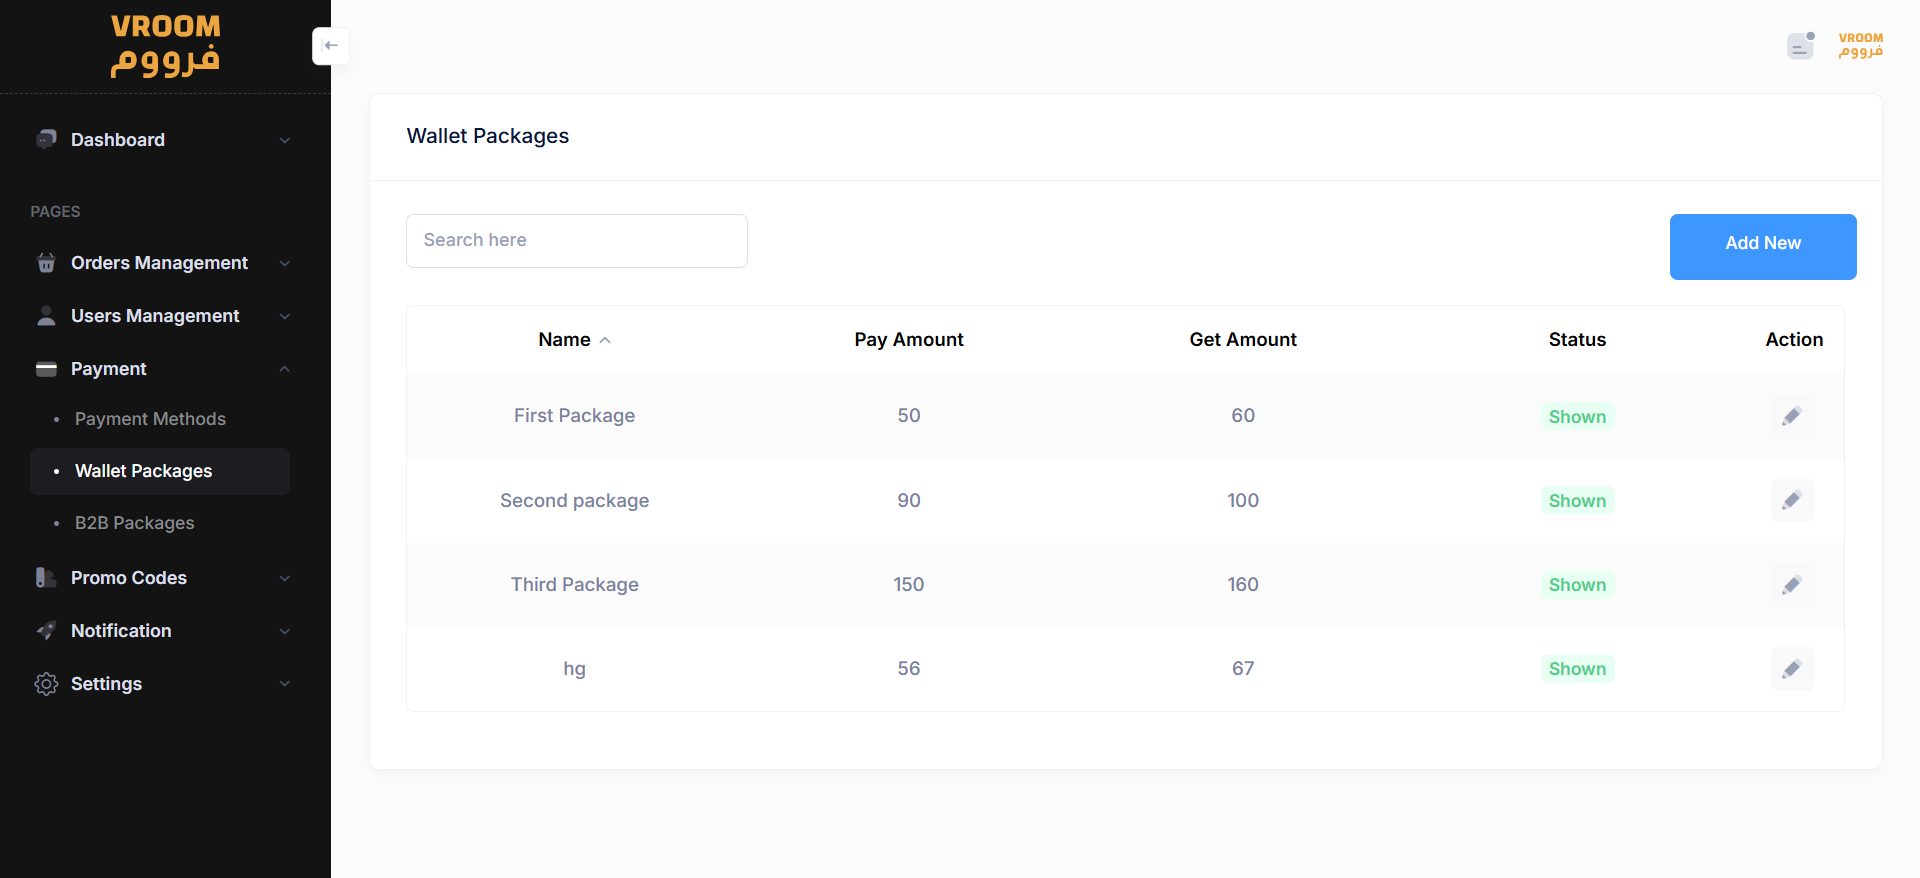 VROOM
فرووم
VROOM
فرووم
Dashboard
PAGES
Orders Management
Users Management
Payment
Payment Methods
Wallet Packages
B2B Packages
Promo Codes
Notification
Settings
Wallet Packages
Search here
Add New
Name Pay Amount Get Amount Status Action
First Package 50 60 Shown
Second package 90 100 Shown
Third Package 150 160 Shown
hg 56 67 Shown